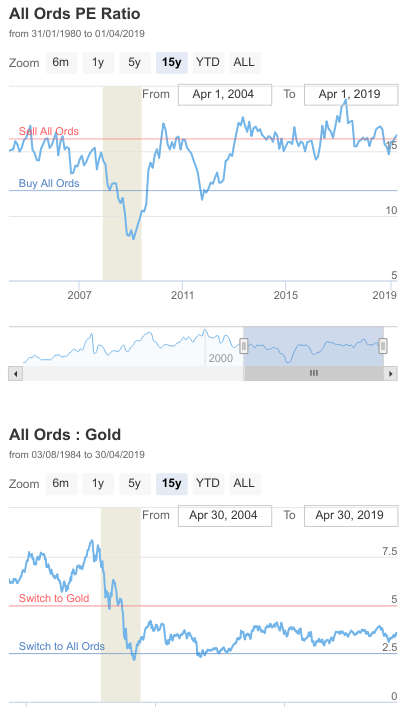 All Ords PE Ratio
from 31/01/1980 to 01/04/2019
Zoom 6m 1y 5y 15y YTD ALL
From Apr 1, 2004 To Apr 1, 2019
Sell All Ords
15
Buy All Ords
10
5
2007 2011 2015 2019
2000
All Ords : Gold
from 03/08/1984 to 30/04/2019
Zoom 6m 1y 5y 15y YTD ALL
From Apr 30, 2004 To Apr 30, 2019
7.5
Switch to Gold 5
Switch to All Ords 2.5
0